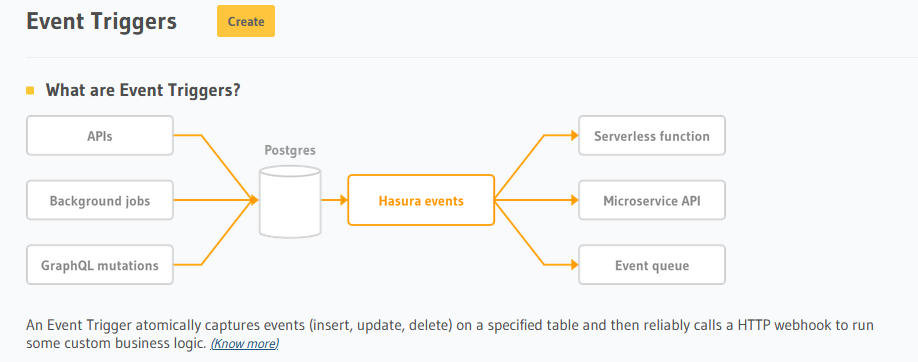 Event Triggers
Create
What are Event Triggers?
APIs
Background jobs
GraphQL mutations
Postgres
Hasura events
Serverless function
Microservice API
Event queue
An Event Trigger atomically captures events (insert, update, delete) on a specified table and then reliably calls a HTTP webhook to run
some custom business logic. (Know more)